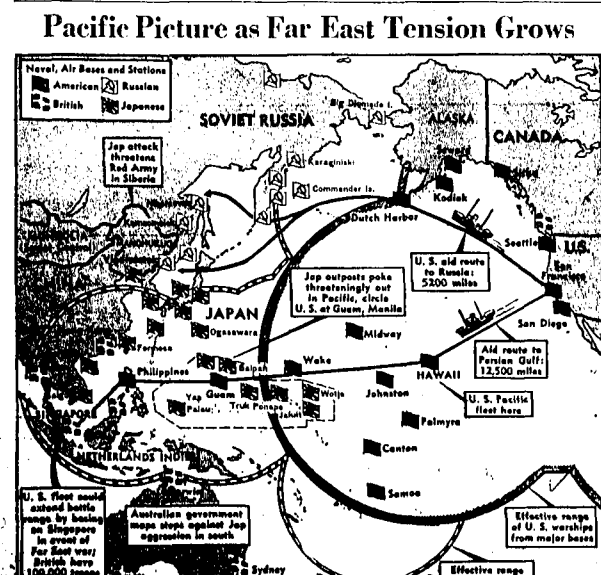 Pacific Picture as Far East Tension Grows
Naval, Air Bases and Stations
American
Russian
British
Japanese
SOVIET RUSSIA
Big Diomede I.
ALASKA
CANADA
Jap attack
threatens
Red Army
in Siberia
Karaginiski
Commander Is.
Seward
Sitka
Kodiak
Dutch Harbor
Seattle
U.S.
U.S. aid route
to Russia:
5200 miles
San
Francisco
San Diego
Jap outposts poke
threateningly out
in Pacific, circle
U.S. at Guam, Manila
JAPAN
Ogasawara
Midway
Formosa
Aid route to
Persian Gulf:
12,500 miles
Philippines
Saipan
Wake
HAWAII
Guam
Johnston
U.S. Pacific
fleet here
Yap
Palau
Truk
Ponape
Wotje
Jaluit
SINGAPORE
Palmyra
Canton
NETHERLANDS INDIES
Samoa
U. S. fleet could
extend battle
range by basing
on Singapore
in event of
Far East war;
British have
100,000 troops
Australian government
maps steps against Jap
aggression in south
Effective range
of U.S. warships
from major bases
Sydney
Effective range